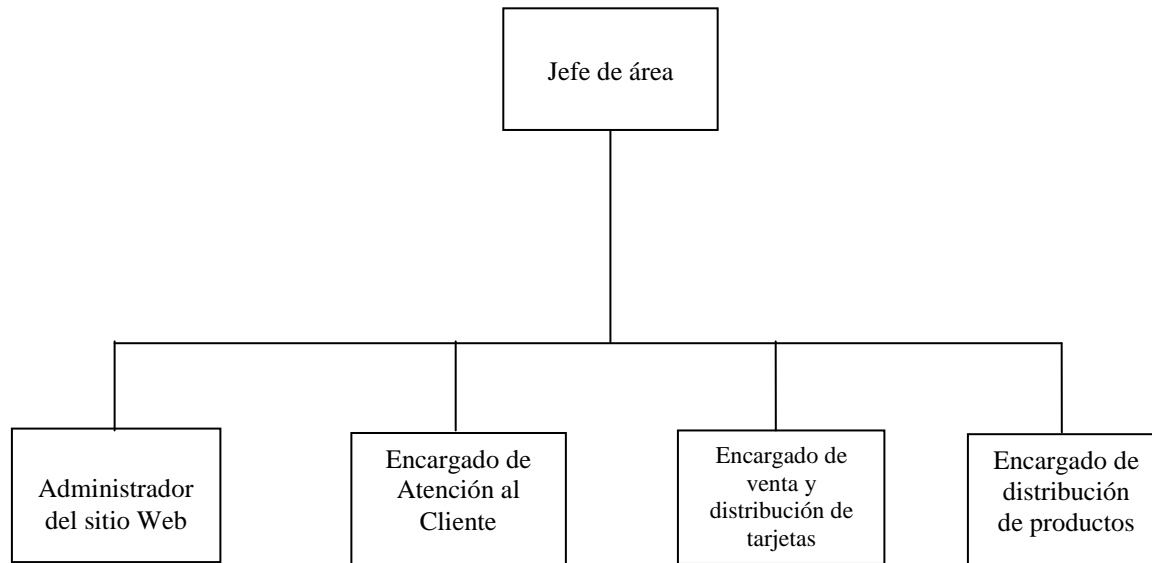 Jefe de área
Administrador
del sitio Web
Encargado de
Atención al
Cliente
Encargado de
venta y
distribución de
tarjetas
Encargado de
distribución
de productos